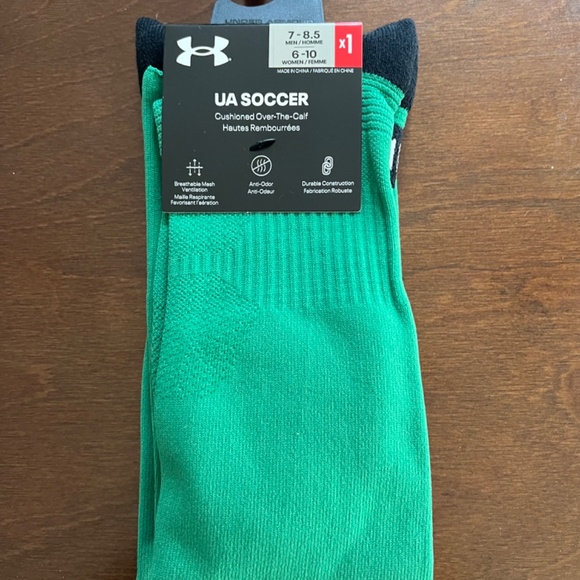 UNDER ARMOUR
7 - 8.5
MEN / HOMME
6 - 10
WOMEN / FEMME
x1
MADE IN CHINA / FABRIQUÉ EN CHINE
UA SOCCER
Cushioned Over-The-Calf
Hautes Rembourrées
Breathable Mesh
Ventilation
Maille Respirante
Favorisant l'aération
Anti-Odor
Anti-Odeur
Durable Construction
Fabrication Robuste